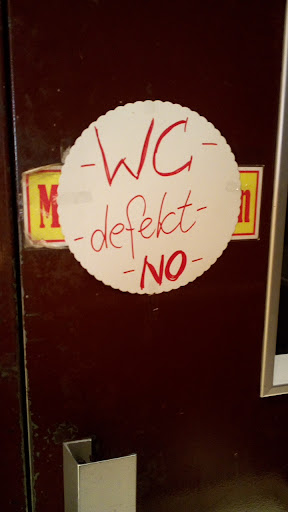 -WC-
-defekt-
-NO-
M n